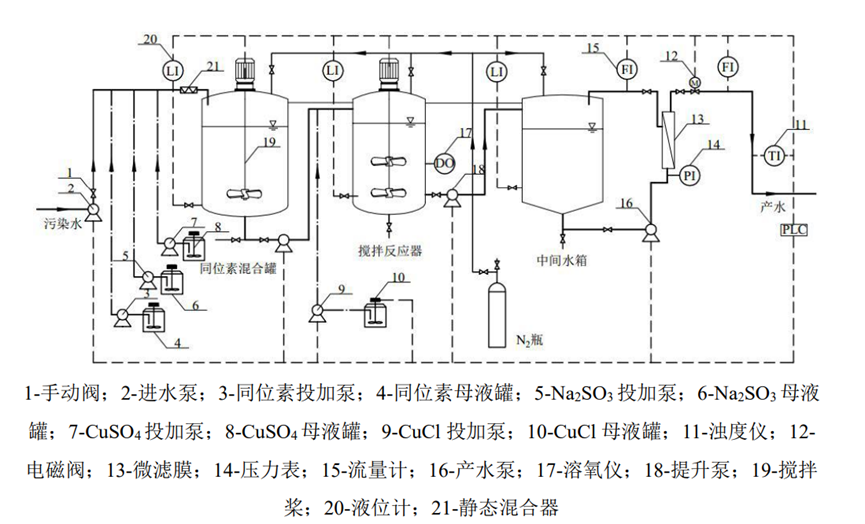 20
21
LI
LI
LI
15
FI
12
M
FI
19
17
DO
18
13
11
TI
14
PI
1
2
污染水
7
8
5
6
3
4
同位素混合罐
搅拌反应器
中间水箱
16
产水
PLC
9
10
N₂瓶
1-手动阀；2-进水泵；3-同位素投加泵；4-同位素母液罐；5-Na₂SO₃投加泵；6-Na₂SO₃母液
罐；7-CuSO₄投加泵；8-CuSO₄母液罐；9-CuCl 投加泵；10-CuCl 母液罐；11-浊度仪；12-
电磁阀；13-微滤膜；14-压力表；15-流量计；16-产水泵；17-溶氧仪；18-提升泵；19-搅拌
桨；20-液位计；21-静态混合器